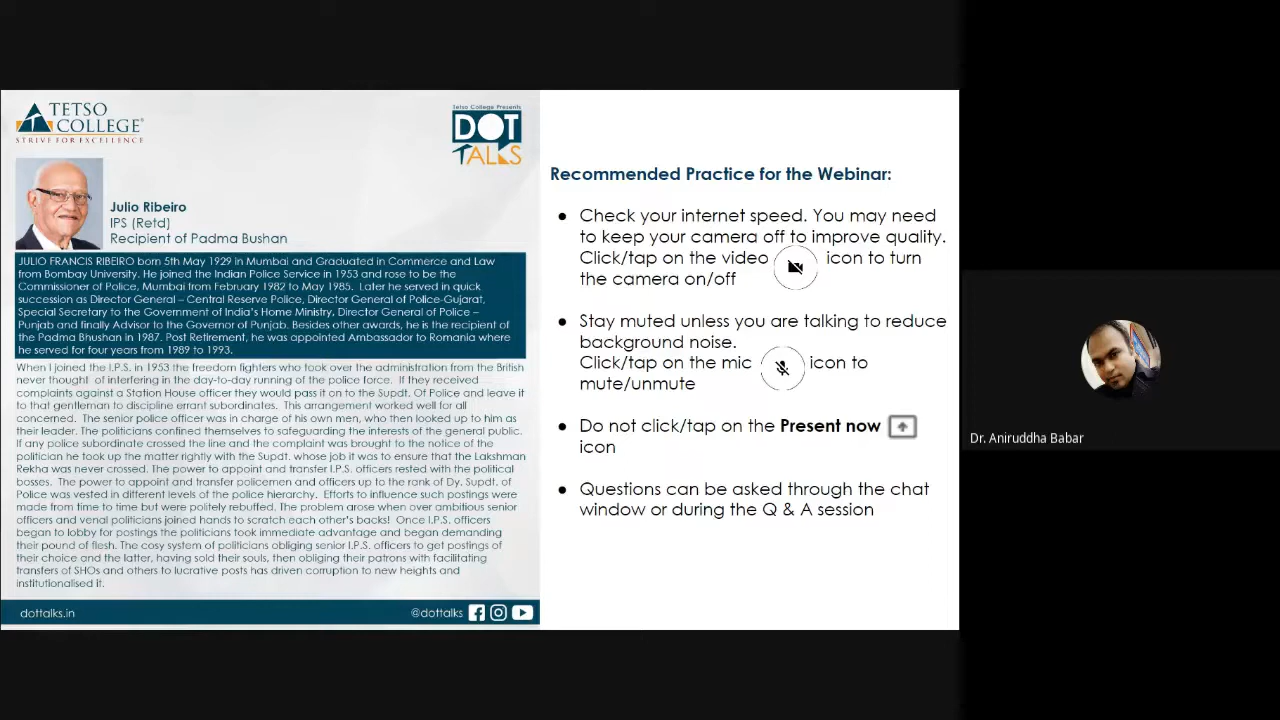 TETSO
COLLEGE®
STRIVE FOR EXCELLENCE
Tetso College Presents
DOT
TALKS
Julio Ribeiro
IPS (Retd)
Recipient of Padma Bushan
JULIO FRANCIS RIBEIRO born 5th May 1929 in Mumbai and Graduated in Commerce and Law
from Bombay University. He joined the Indian Police Service in 1953 and rose to be the
Commissioner of Police, Mumbai from February 1982 to May 1985. Later he served in quick
succession as Director General – Central Reserve Police, Director General of Police-Gujarat,
Special Secretary to the Government of India's Home Ministry, Director General of Police –
Punjab and finally Advisor to the Governor of Punjab. Besides other awards, he is the recipient of
the Padma Bhushan in 1987. Post Retirement, he was appointed Ambassador to Romania where
he served for four years from 1989 to 1993.
When I joined the I.P.S. in 1953 the freedom fighters who took over the administration from the British
never thought of interfering in the day-to-day running of the police force. If they received
complaints against a Station House officer they would pass it on to the Supdt. Of Police and leave it
to that gentleman to discipline errant subordinates. This arrangement worked well for all
concerned. The senior police officer was in charge of his own men, who then looked up to him as
their leader. The politicians confined themselves to safeguarding the interests of the general public.
If any police subordinate crossed the line and the complaint was brought to the notice of the
politician he took up the matter rightly with the Supdt. whose job it was to ensure that the Lakshman
Rekha was never crossed. The power to appoint and transfer I.P.S. officers rested with the political
bosses. The power to appoint and transfer policemen and officers up to the rank of Dy. Supdt. of
Police was vested in different levels of the police hierarchy. Efforts to influence such postings were
made from time to time but were politely rebuffed. The problem arose when over ambitious senior
officers and venal politicians joined hands to scratch each other's backs! Once I.P.S. officers
began to lobby for postings the politicians took immediate advantage and began demanding
their pound of flesh. The cosy system of politicians obliging senior I.P.S. officers to get postings of
their choice and the latter, having sold their souls, then obliging their patrons with facilitating
transfers of SHOs and others to lucrative posts has driven corruption to new heights and
institutionalised it.
dottalks.in
@dottalks
Recommended Practice for the Webinar:
● Check your internet speed. You may need
to keep your camera off to improve quality.
Click/tap on the video icon to turn
the camera on/off
● Stay muted unless you are talking to reduce
background noise.
Click/tap on the mic icon to
mute/unmute
● Do not click/tap on the Present now
icon
● Questions can be asked through the chat
window or during the Q & A session
Dr. Aniruddha Babar